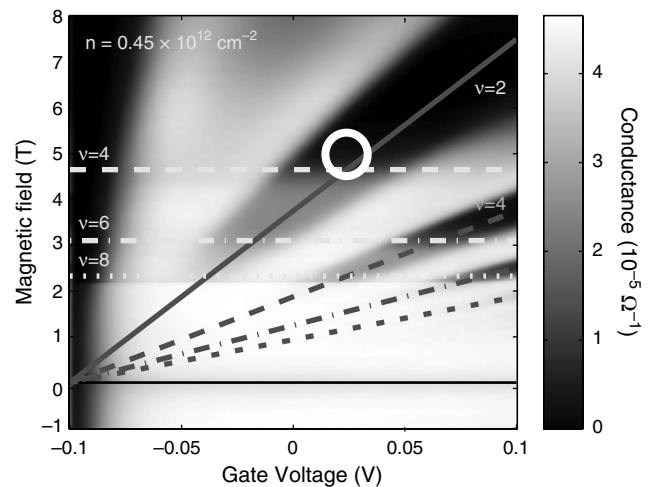 n = 0.45 × 10¹² cm⁻²
8
7
6
5
4
3
2
1
0
−1
Magnetic field (T)
ν=2
ν=4
ν=4
ν=6
ν=8
−0.1
−0.05
0
0.05
0.1
Gate Voltage (V)
4
3
2
1
0
Conductance (10⁻⁵ Ω⁻¹)